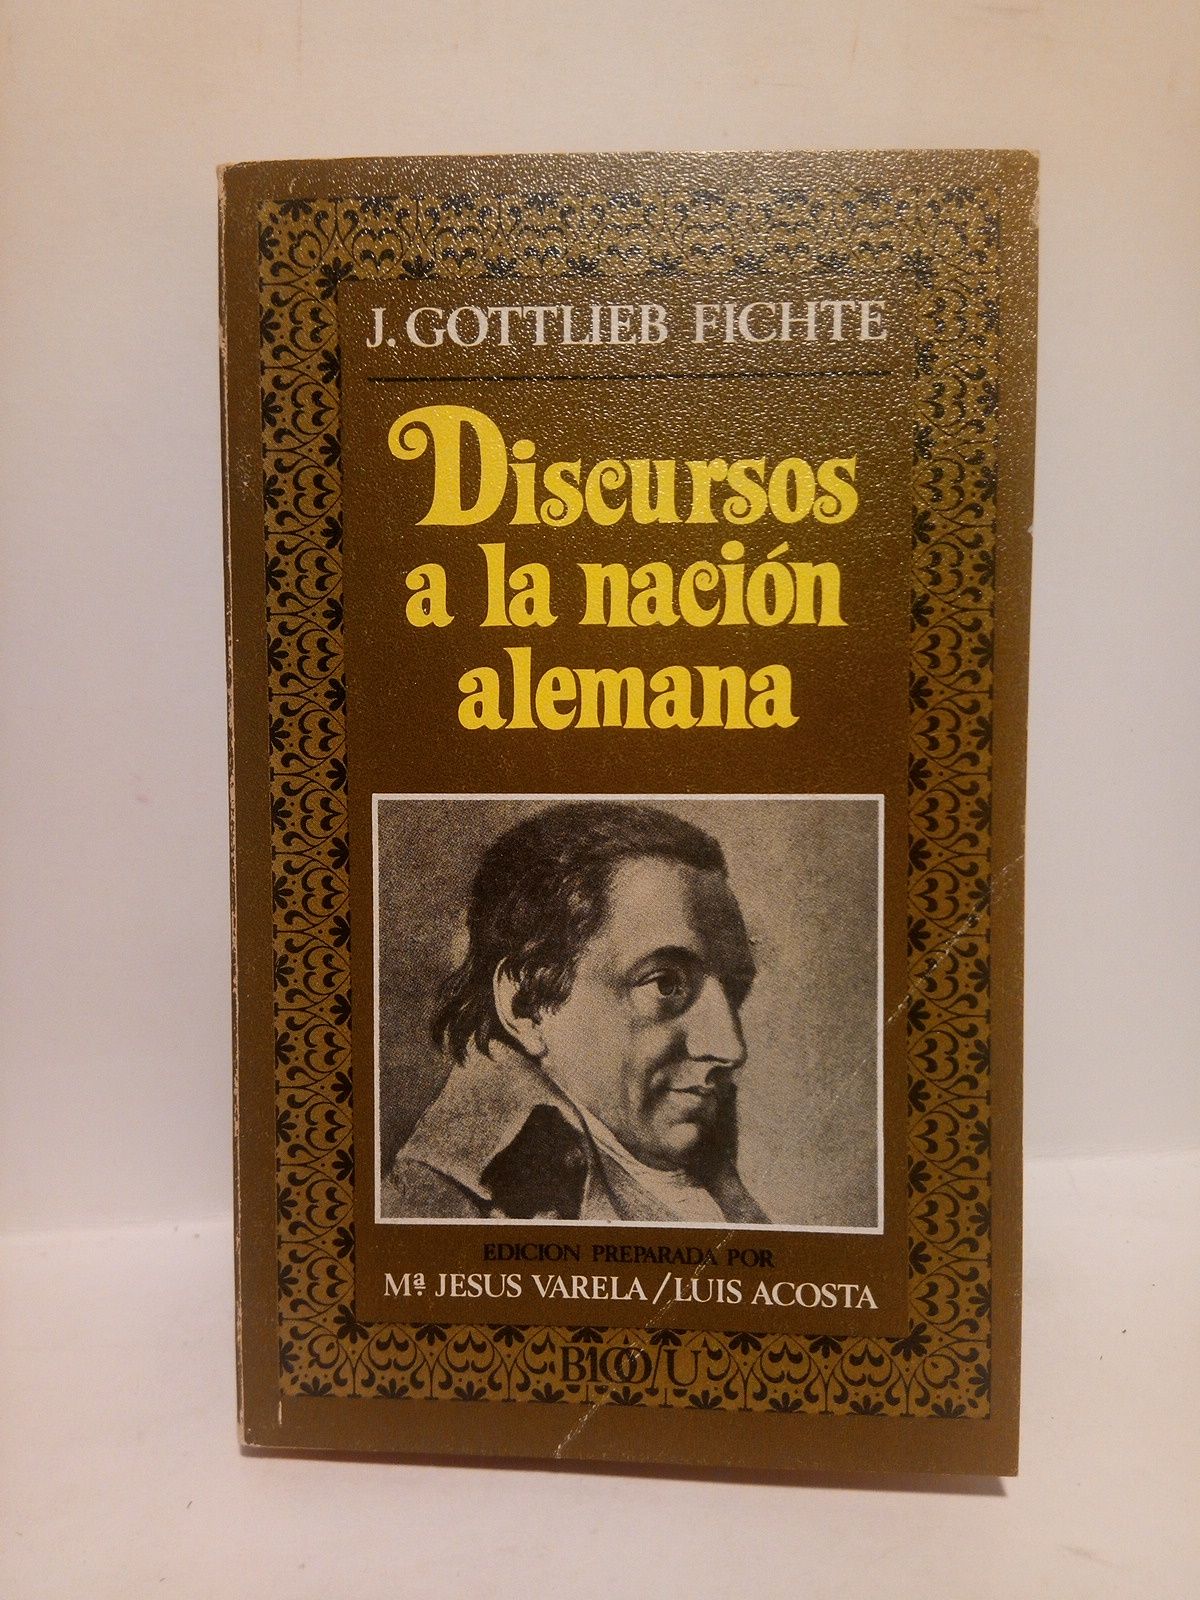 J. GOTTLIEB FICHTE
Discursos
a la nación
alemana
EDICION PREPARADA POR
Mª JESUS VARELA/LUIS ACOSTA